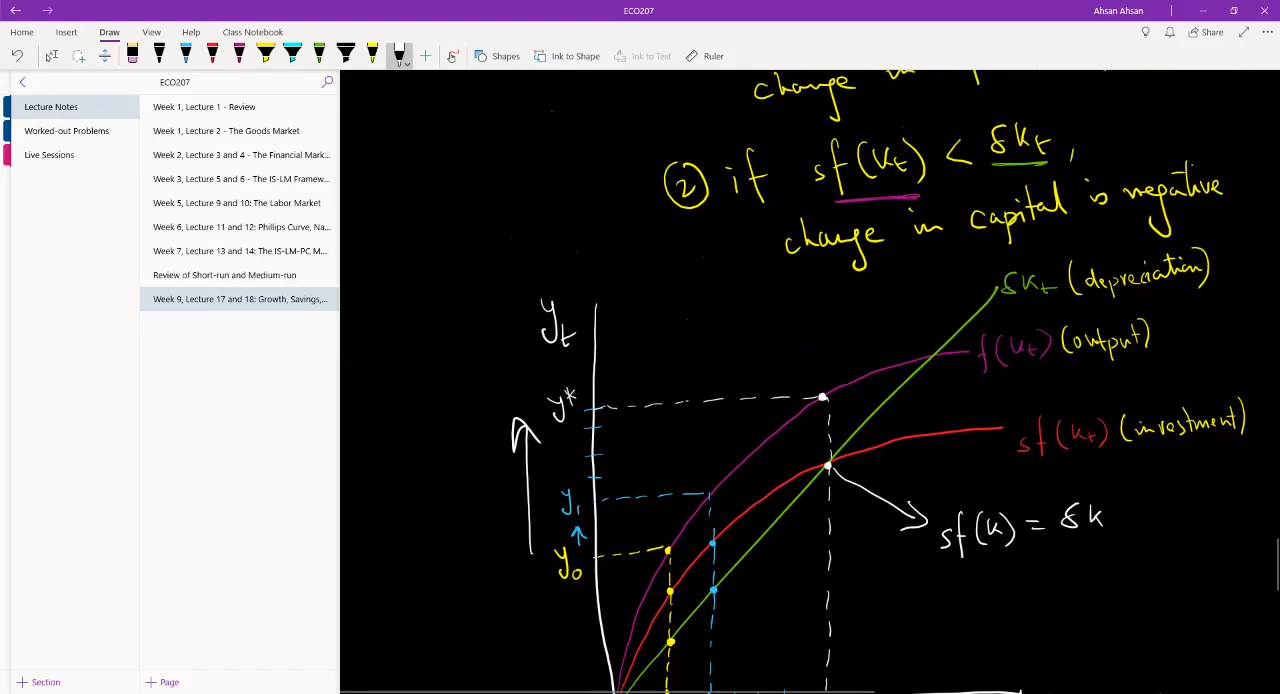 ECO207
Ahsan Ahsan
Home Insert Draw View Help Class Notebook
Share
Shapes
Ink to Shape
Ink to Text
Ruler
ECO207
Lecture Notes
Worked-out Problems
Live Sessions
Week 1, Lecture 1 - Review
Week 1, Lecture 2 - The Goods Market
Week 2, Lecture 3 and 4 - The Financial Mark...
Week 3, Lecture 5 and 6 - The IS-LM Framew...
Week 5, Lecture 9 and 10: The Labor Market
Week 6, Lecture 11 and 12: Phillips Curve, Na...
Week 7, Lecture 13 and 14: The IS-LM-PC M...
Review of Short-run and Medium-run
Week 9, Lecture 17 and 18: Growth, Savings,...
+ Section
+ Page
change in
② if sf(kt) < δkt,
change in capital is negative
δkt (depreciation)
yt
f(kt) (output)
y*
sf(kt) (investment)
y1
sf(k) = δk
y0